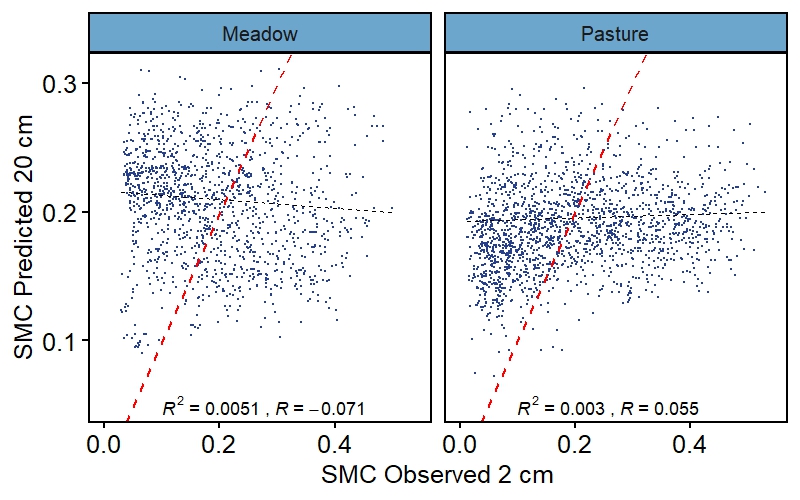 Meadow
Pasture
SMC Predicted 20 cm
0.3
0.2
0.1
R² = 0.0051 , R = −0.071
R² = 0.003 , R = 0.055
0.0 0.2 0.4
0.0 0.2 0.4
SMC Observed 2 cm